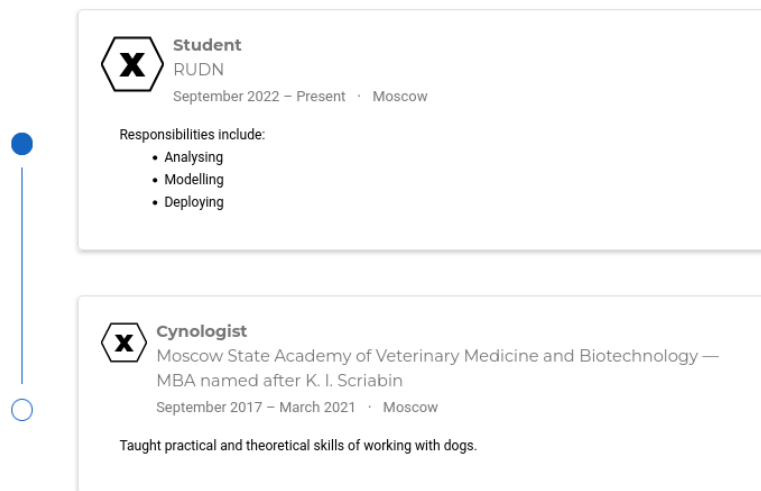 X
Student
RUDN
September 2022 – Present · Moscow
Responsibilities include:
• Analysing
• Modelling
• Deploying
X
Cynologist
Moscow State Academy of Veterinary Medicine and Biotechnology —
MBA named after K. I. Scriabin
September 2017 – March 2021 · Moscow
Taught practical and theoretical skills of working with dogs.